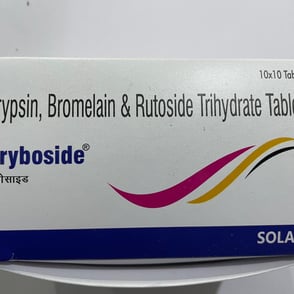 10x10 Tab
rypsin, Bromelain & Rutoside Trihydrate Table
ryboside®
ोसाइड
SOLA